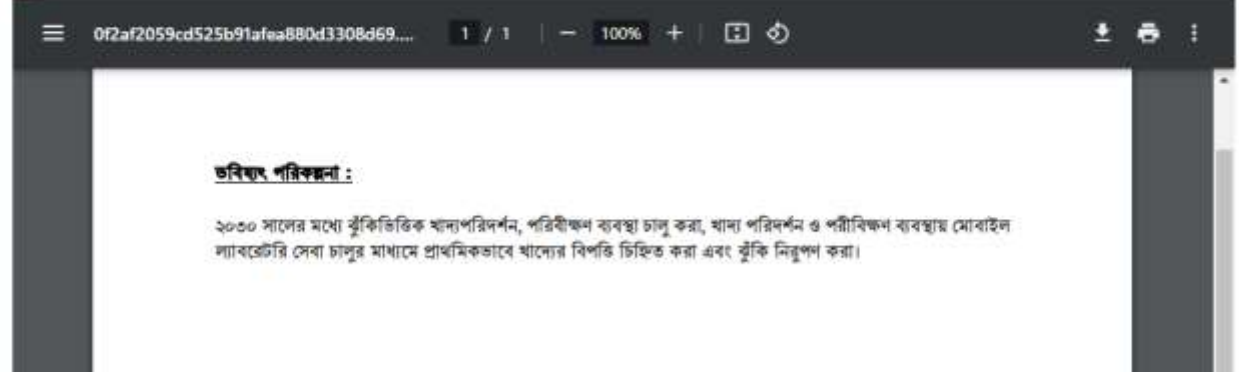 0f2af2059cd525b91afea880d3308d69....
1 / 1
100%
ভবিষ্যৎ পরিকল্পনা :
২০৩০ সালের মধ্যে ঝুঁকিভিত্তিক খাদ্যপরিদর্শন, পরিবীক্ষণ ব্যবস্থা চালু করা, খাদ্য পরিদর্শন ও পরীবিক্ষণ ব্যবস্থায় মোবাইল
ল্যাবরেটরি সেবা চালুর মাধ্যমে প্রাথমিকভাবে খাদ্যের বিপত্তি চিহ্নিত করা এবং ঝুঁকি নিরূপণ করা।